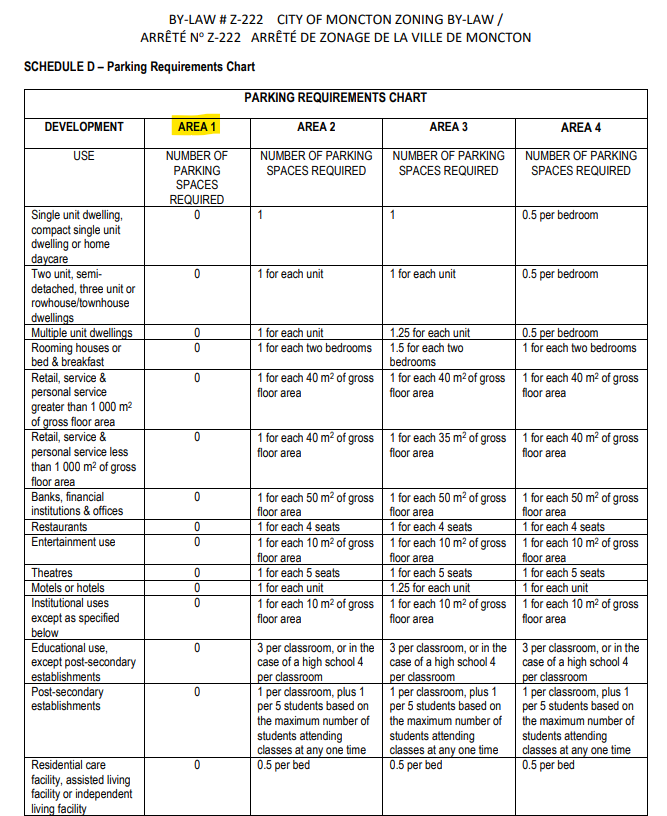 BY-LAW # Z-222 CITY OF MONCTON ZONING BY-LAW /
ARRÊTÉ Nº Z-222 ARRÊTÉ DE ZONAGE DE LA VILLE DE MONCTON
SCHEDULE D – Parking Requirements Chart
PARKING REQUIREMENTS CHART
DEVELOPMENT AREA 1 AREA 2 AREA 3 AREA 4
USE NUMBER OF NUMBER OF PARKING NUMBER OF PARKING NUMBER OF PARKING
PARKING SPACES REQUIRED SPACES REQUIRED SPACES REQUIRED
SPACES
REQUIRED
Single unit dwelling, 0 1 1 0.5 per bedroom
compact single unit
dwelling or home
daycare
Two unit, semi- 0 1 for each unit 1 for each unit 0.5 per bedroom
detached, three unit or
rowhouse/townhouse
dwellings
Multiple unit dwellings 0 1 for each unit 1.25 for each unit 0.5 per bedroom
Rooming houses or 0 1 for each two bedrooms 1.5 for each two 1 for each two bedrooms
bed & breakfast bedrooms
Retail, service & 0 1 for each 40 m² of gross 1 for each 40 m² of gross 1 for each 40 m² of gross
personal service floor area floor area floor area
greater than 1 000 m²
of gross floor area
Retail, service & 0 1 for each 40 m² of gross 1 for each 35 m² of gross 1 for each 40 m² of gross
personal service less floor area floor area floor area
than 1 000 m² of gross
floor area
Banks, financial 0 1 for each 50 m² of gross 1 for each 50 m² of gross 1 for each 50 m² of gross
institutions & offices floor area floor area floor area
Restaurants 0 1 for each 4 seats 1 for each 4 seats 1 for each 4 seats
Entertainment use 0 1 for each 10 m² of gross 1 for each 10 m² of gross 1 for each 10 m² of gross
floor area floor area floor area
Theatres 0 1 for each 5 seats 1 for each 5 seats 1 for each 5 seats
Motels or hotels 0 1 for each unit 1.25 for each unit 1 for each unit
Institutional uses 0 1 for each 10 m² of gross 1 for each 10 m² of gross 1 for each 10 m² of gross
except as specified floor area floor area floor area
below
Educational use, 0 3 per classroom, or in the 3 per classroom, or in the 3 per classroom, or in the
except post-secondary case of a high school 4 case of a high school 4 case of a high school 4
establishments per classroom per classroom per classroom
Post-secondary 0 1 per classroom, plus 1 1 per classroom, plus 1 1 per classroom, plus 1
establishments per 5 students based on per 5 students based on per 5 students based on
the maximum number of the maximum number of the maximum number of
students attending students attending students attending
classes at any one time classes at any one time classes at any one time
Residential care 0 0.5 per bed 0.5 per bed 0.5 per bed
facility, assisted living
facility or independent
living facility